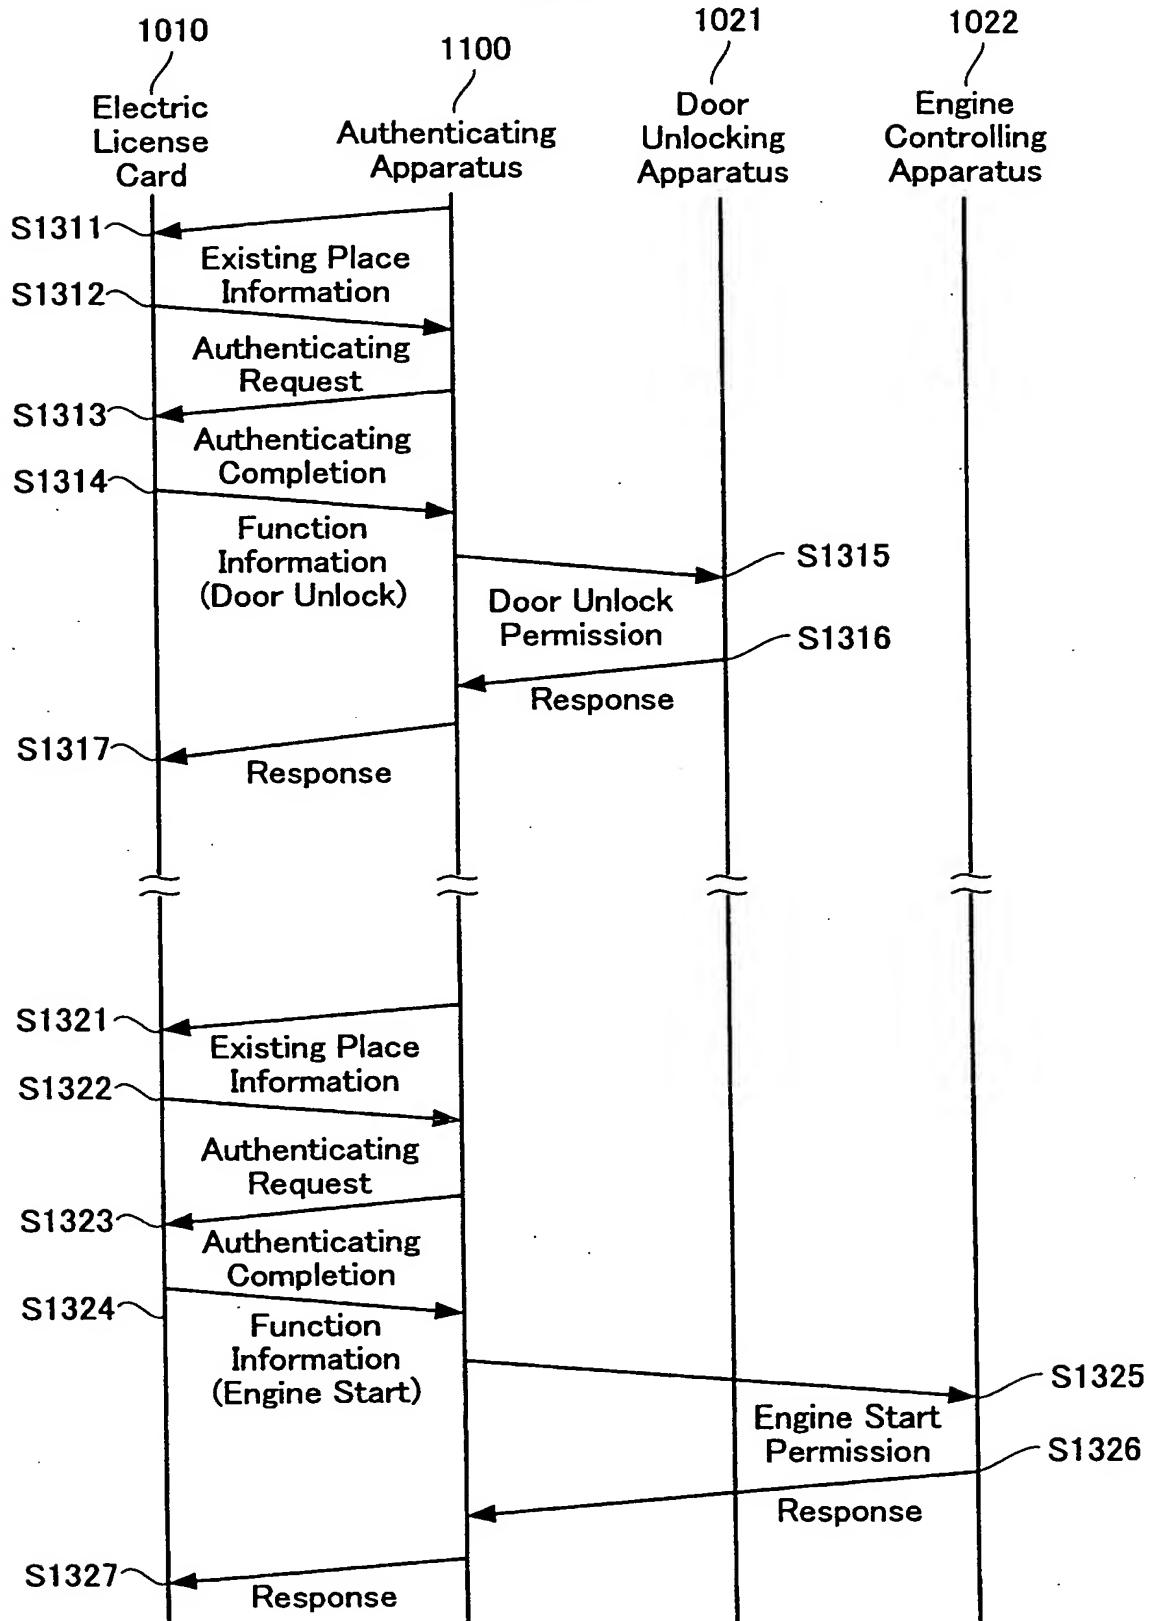 1010
1100
1021
1022
Electric
License
Card
Authenticating
Apparatus
Door
Unlocking
Apparatus
Engine
Controlling
Apparatus
S1311
Existing Place
Information
S1312
Authenticating
Request
S1313
Authenticating
Completion
S1314
Function
Information
(Door Unlock)
S1315
Door Unlock
Permission
S1316
Response
S1317
Response
S1321
Existing Place
Information
S1322
Authenticating
Request
S1323
Authenticating
Completion
S1324
Function
Information
(Engine Start)
S1325
Engine Start
Permission
S1326
Response
S1327
Response